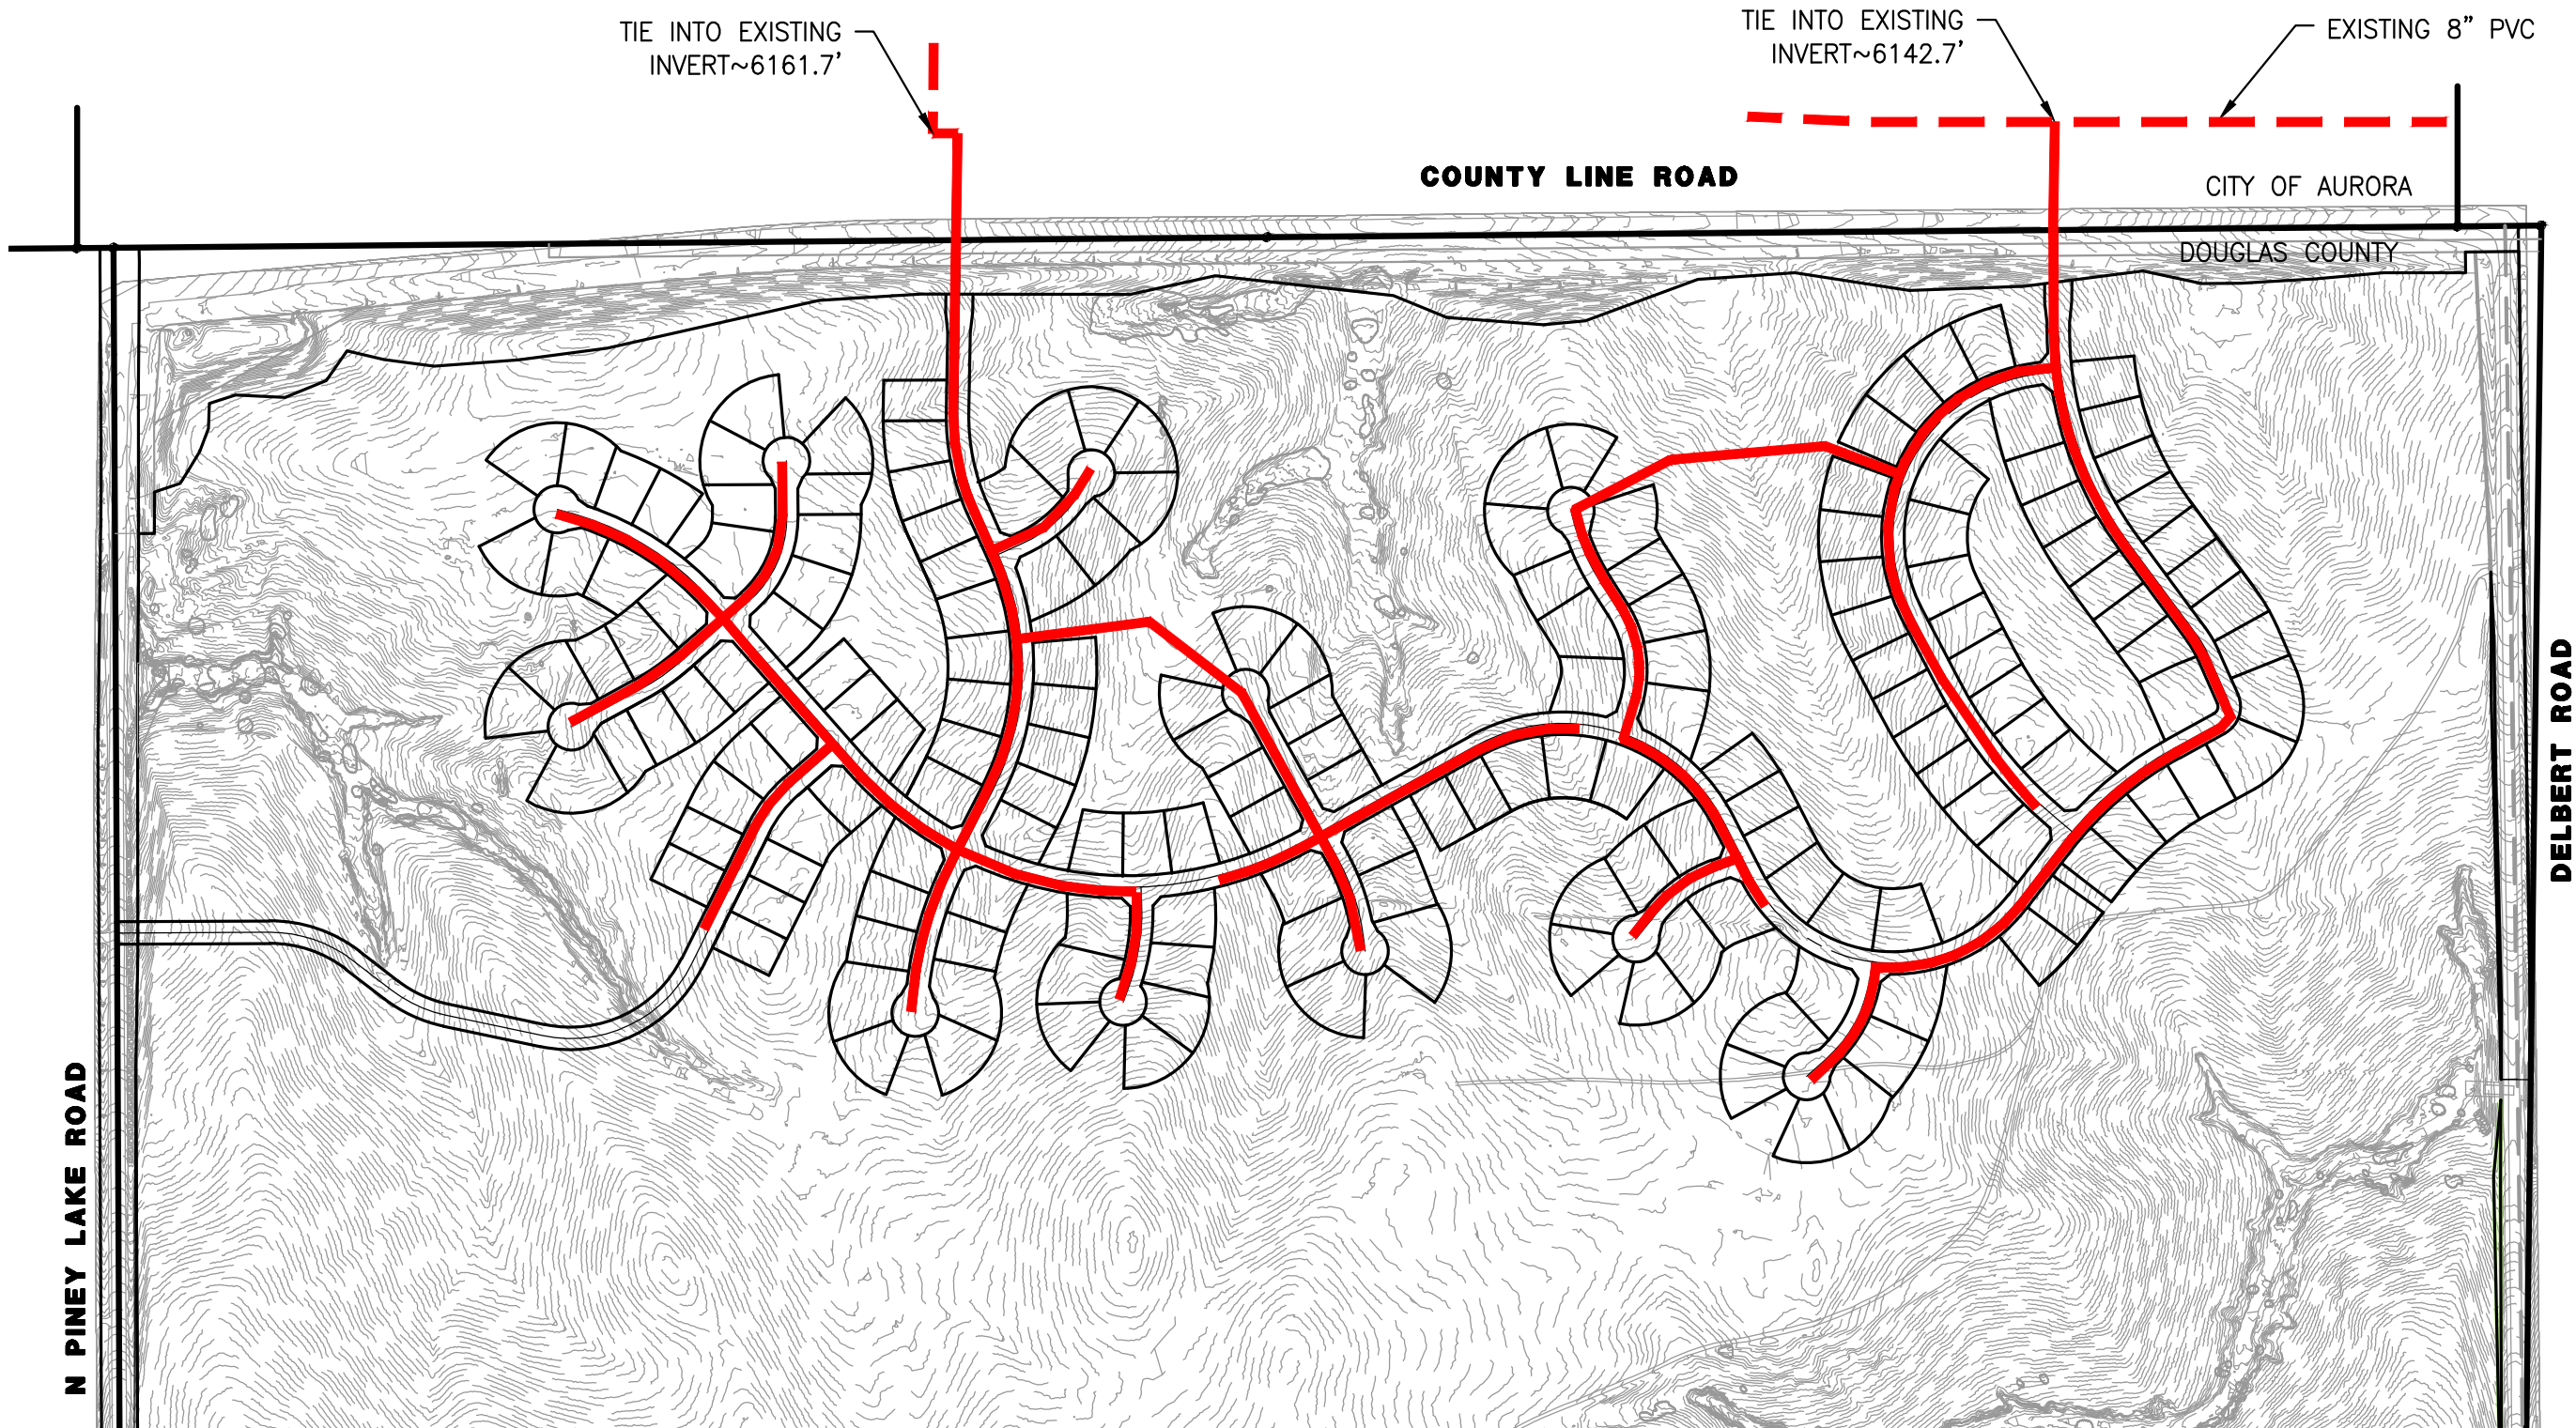 TIE INTO EXISTING
INVERT~6161.7'
TIE INTO EXISTING
INVERT~6142.7'
EXISTING 8” PVC
COUNTY LINE ROAD
CITY OF AURORA
DOUGLAS COUNTY
DELBERT ROAD
N PINEY LAKE ROAD